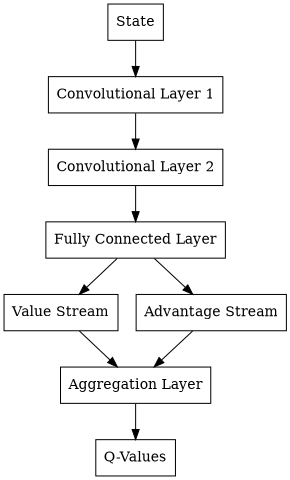 State
Convolutional Layer 1
Convolutional Layer 2
Fully Connected Layer
Value Stream
Advantage Stream
Aggregation Layer
Q-Values